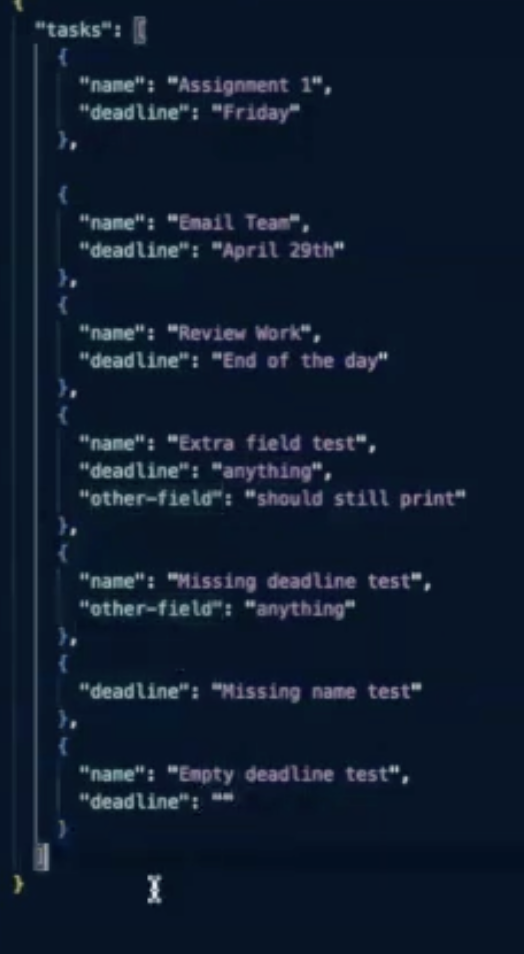 {
"tasks": [
{
"name": "Assignment 1",
"deadline": "Friday"
},
{
"name": "Email Team",
"deadline": "April 29th"
},
{
"name": "Review Work",
"deadline": "End of the day"
},
{
"name": "Extra field test",
"deadline": "anything",
"other-field": "should still print"
},
{
"name": "Missing deadline test",
"other-field": "anything"
},
{
"deadline": "Missing name test"
},
{
"name": "Empty deadline test",
"deadline": ""
}
]
}